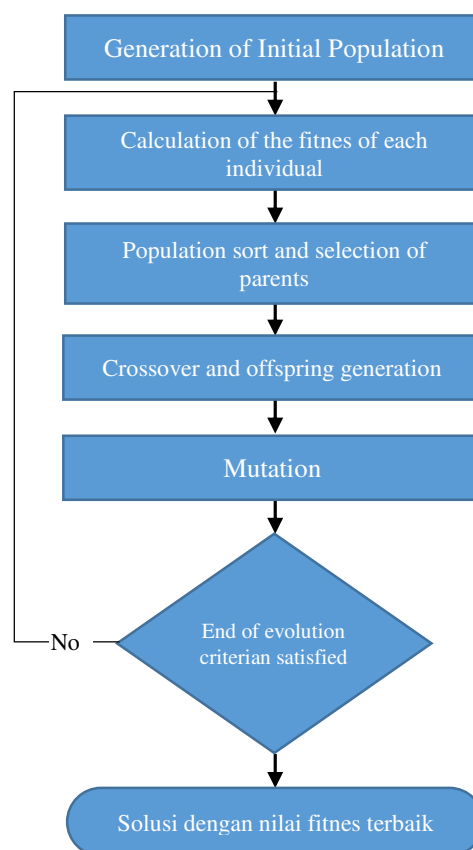 Generation of Initial Population
Calculation of the fitnes of each
individual
Population sort and selection of
parents
Crossover and offspring generation
Mutation
End of evolution
criterian satisfied
No
Solusi dengan nilai fitnes terbaik